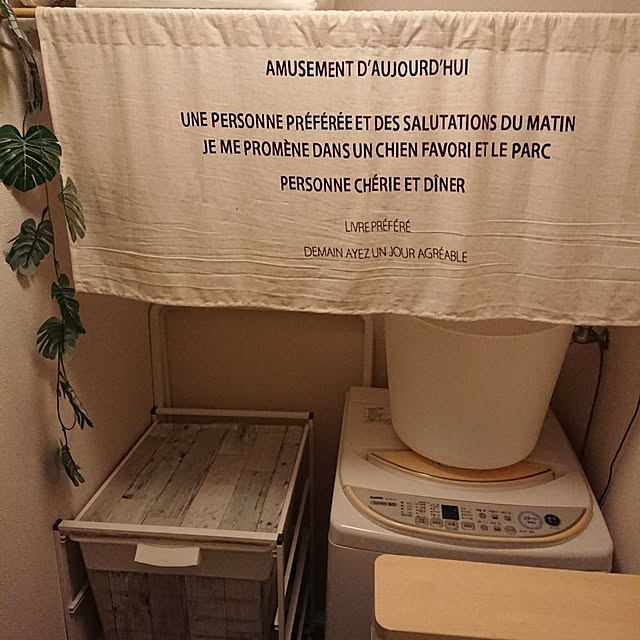 AMUSEMENT D'AUJOURD'HUI
UNE PERSONNE PRÉFÉRÉE ET DES SALUTATIONS DU MATIN
JE ME PROMÈNE DANS UN CHIEN FAVORI ET LE PARC
PERSONNE CHÉRIE ET DÎNER
LIVRE PRÉFÉRÉ
DEMAIN AYEZ UN JOUR AGRÉABLE